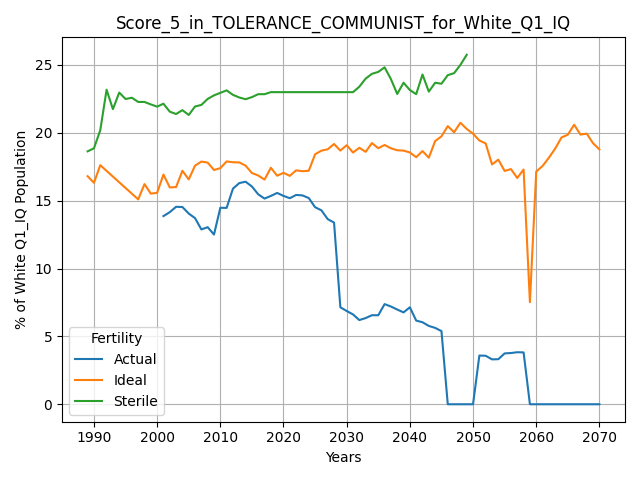 Score_5_in_TOLERANCE_COMMUNIST_for_White_Q1_IQ
% of White Q1_IQ Population
25
20
15
10
5
0
Fertility
Actual
Ideal
Sterile
1990 2000 2010 2020 2030 2040 2050 2060 2070
Years